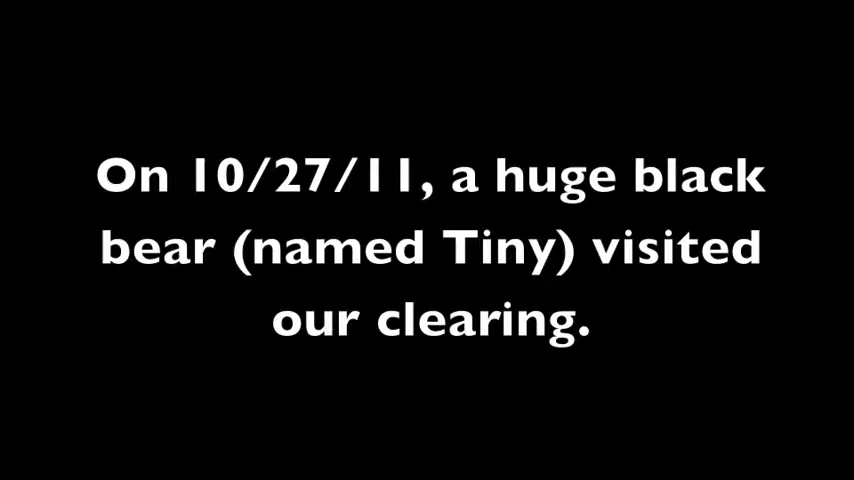 On 10/27/11, a huge black
bear (named Tiny) visited
our clearing.